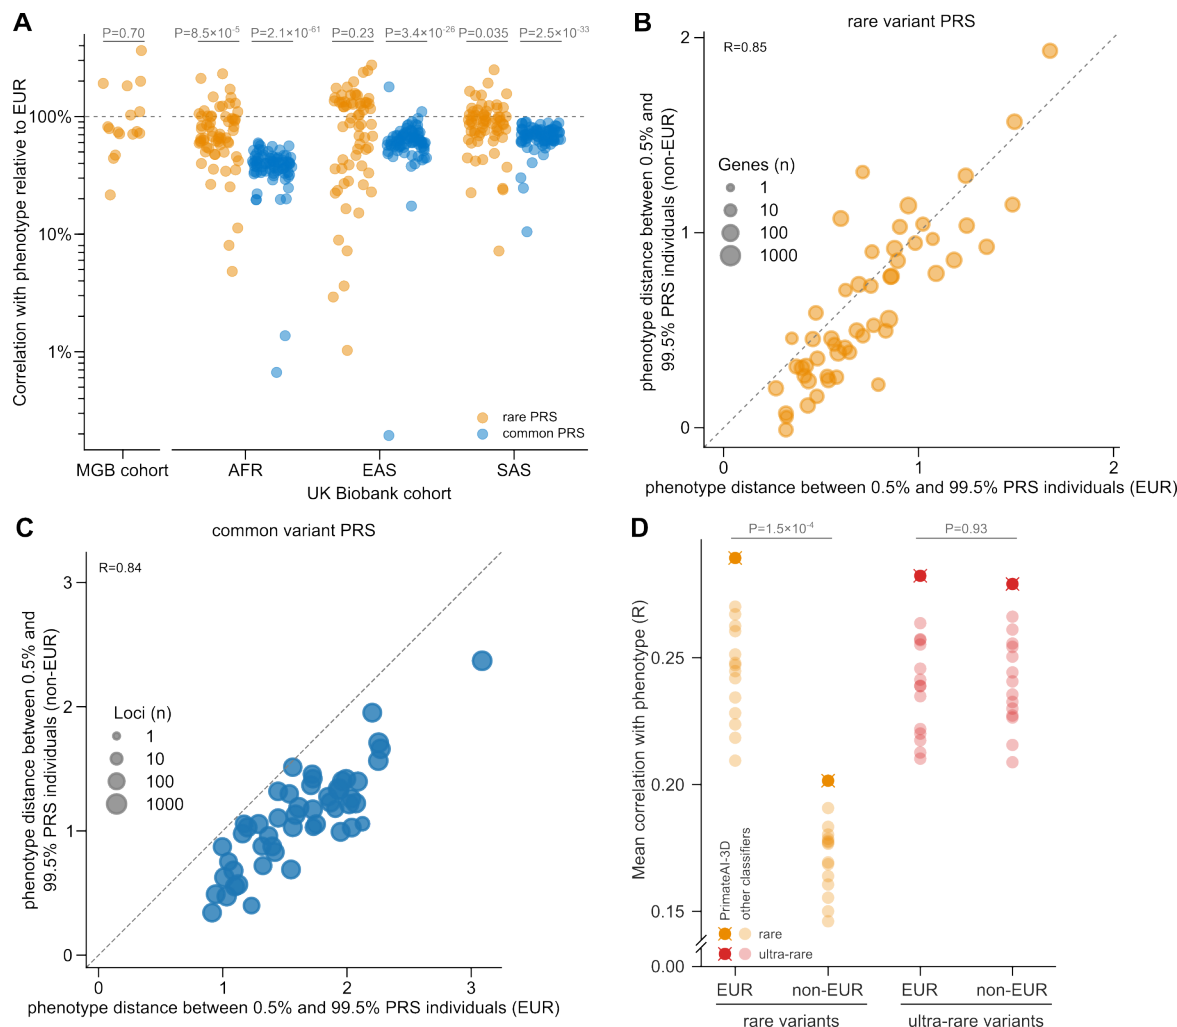 A
P=0.70
P=8.5×10-5
P=2.1×10-61
P=0.23
P=3.4×10-26
P=0.035
P=2.5×10-33
Correlation with phenotype relative to EUR
100%
10%
1%
rare PRS
common PRS
MGB cohort
AFR
EAS
SAS
UK Biobank cohort
B
rare variant PRS
R=0.85
phenotype distance between 0.5% and
99.5% PRS individuals (non-EUR)
2
1
0
Genes (n)
1
10
100
1000
0
1
2
phenotype distance between 0.5% and 99.5% PRS individuals (EUR)
C
common variant PRS
R=0.84
phenotype distance between 0.5% and
99.5% PRS individuals (non-EUR)
3
2
1
0
Loci (n)
1
10
100
1000
0
1
2
3
phenotype distance between 0.5% and 99.5% PRS individuals (EUR)
D
P=1.5×10-4
P=0.93
Mean correlation with phenotype (R)
0.25
0.20
0.15
0.00
PrimateAI-3D
other classifiers
rare
ultra-rare
EUR
non-EUR
EUR
non-EUR
rare variants
ultra-rare variants